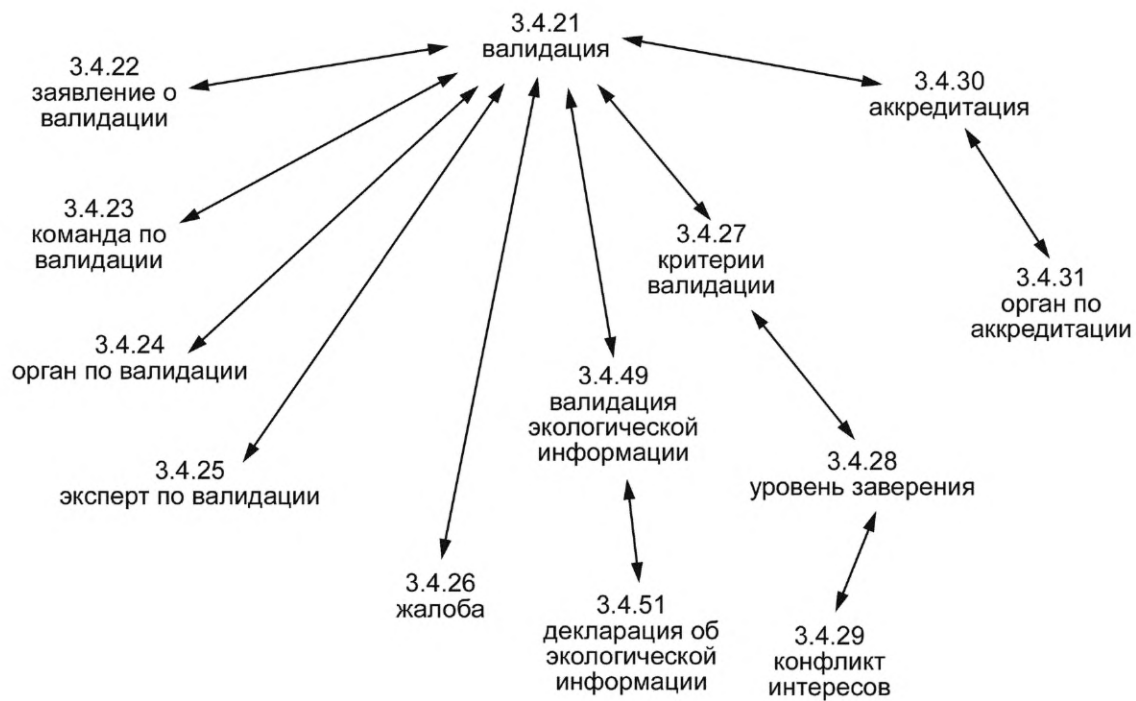 3.4.21
валидация
3.4.22
заявление о
валидации
3.4.30
аккредитация
3.4.23
команда по
валидации
3.4.27
критерии
валидации
3.4.31
орган по
аккредитации
3.4.24
орган по валидации
3.4.49
валидация
экологической
информации
3.4.25
эксперт по валидации
3.4.28
уровень заверения
3.4.26
жалоба
3.4.51
декларация об
экологической
информации
3.4.29
конфликт
интересов